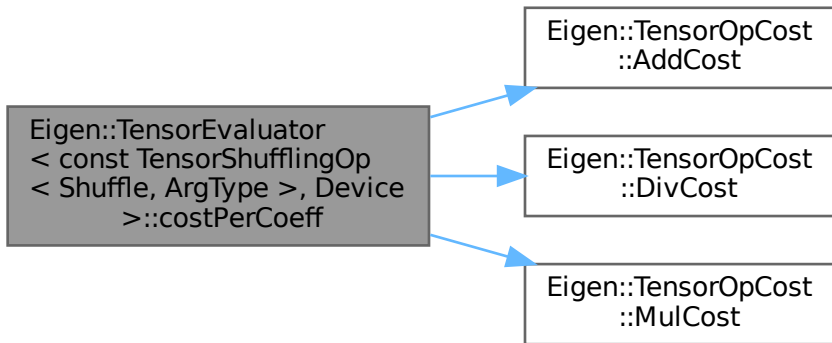 Eigen::TensorEvaluator
< const TensorShufflingOp
< Shuffle, ArgType >, Device
>::costPerCoeff
Eigen::TensorOpCost
::AddCost
Eigen::TensorOpCost
::DivCost
Eigen::TensorOpCost
::MulCost